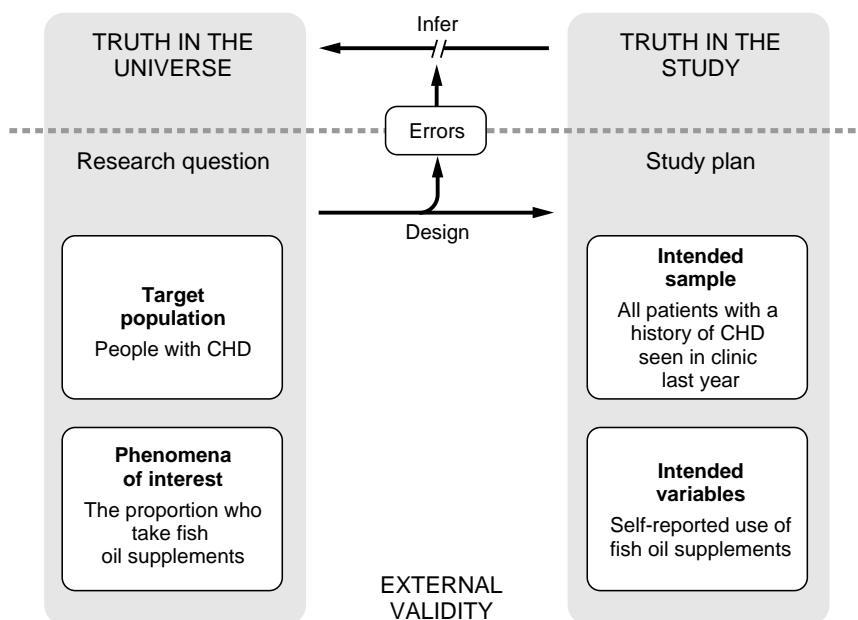 TRUTH IN THE
UNIVERSE
Infer
TRUTH IN THE
STUDY
Errors
Research question
Study plan
Design
Target
population
People with CHD
Intended
sample
All patients with a
history of CHD
seen in clinic
last year
Phenomena
of interest
The proportion who
take fish
oil supplements
Intended
variables
Self-reported use of
fish oil supplements
EXTERNAL
VALIDITY